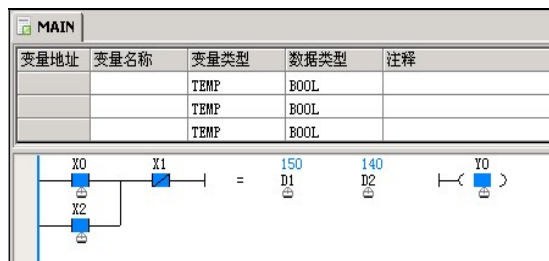 MAIN
变量地址 变量名称 变量类型 数据类型 注释
TEMP BOOL
TEMP BOOL
TEMP BOOL
X0 X1 150 140 Y0
= D1 D2
X2